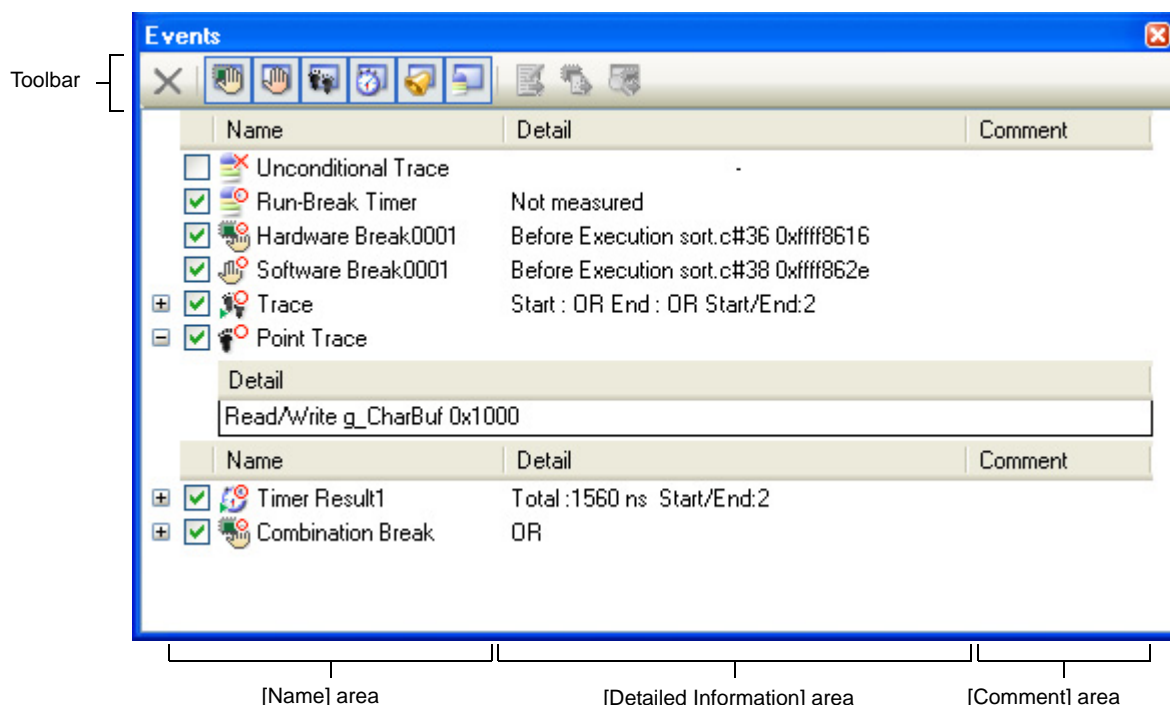 Events
Toolbar
Name Detail Comment
Unconditional Trace -
Run-Break Timer Not measured
Hardware Break0001 Before Execution sort.c#36 0xffff8616
Software Break0001 Before Execution sort.c#38 0xffff862e
Trace Start : OR End : OR Start/End:2
Point Trace
Detail
Read/Write g_CharBuf 0x1000
Name Detail Comment
Timer Result1 Total :1560 ns Start/End:2
Combination Break OR
[Name] area [Detailed Information] area [Comment] area